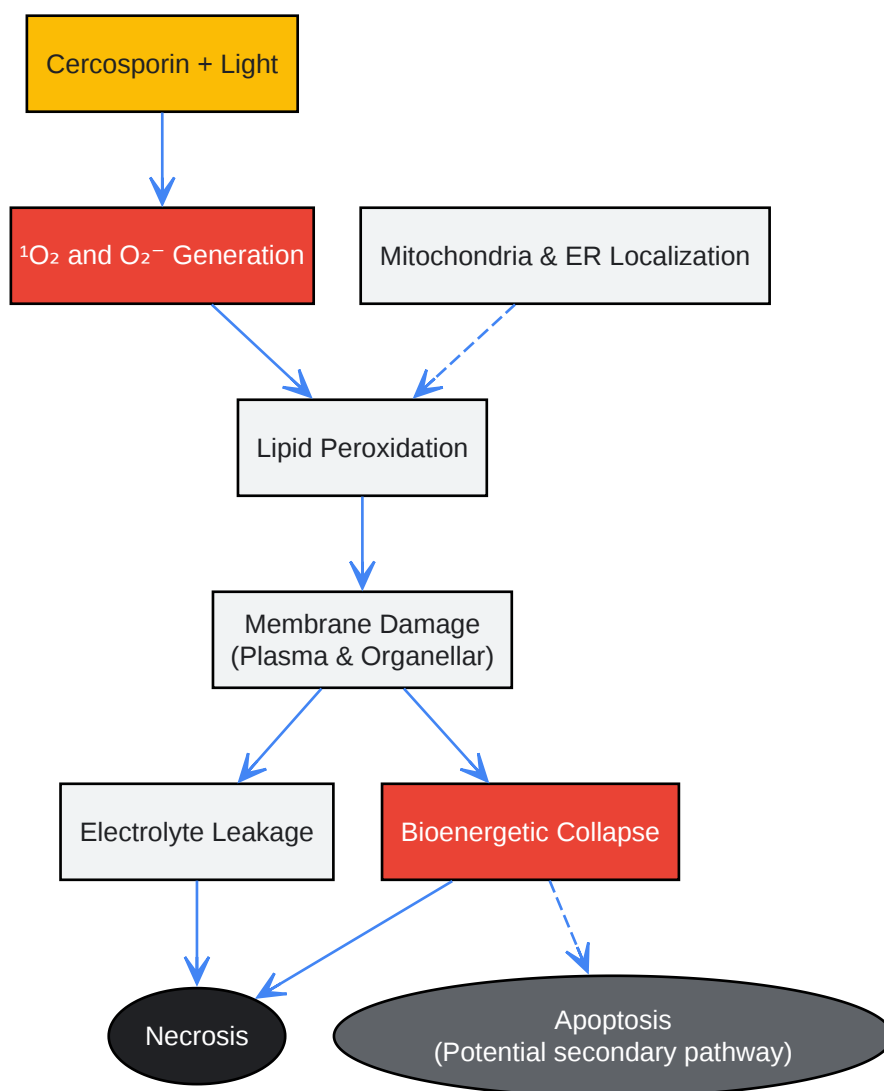 Cercosporin + Light
¹O₂ and O₂⁻ Generation
Mitochondria & ER Localization
Lipid Peroxidation
Membrane Damage
(Plasma & Organellar)
Electrolyte Leakage
Bioenergetic Collapse
Necrosis
Apoptosis
(Potential secondary pathway)